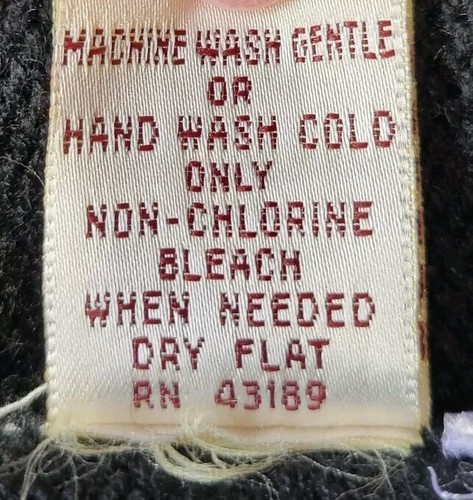 MACHINE WASH GENTLE
OR
HAND WASH COLD
ONLY
NON-CHLORINE
BLEACH
WHEN NEEDED
DRY FLAT
RN 43189